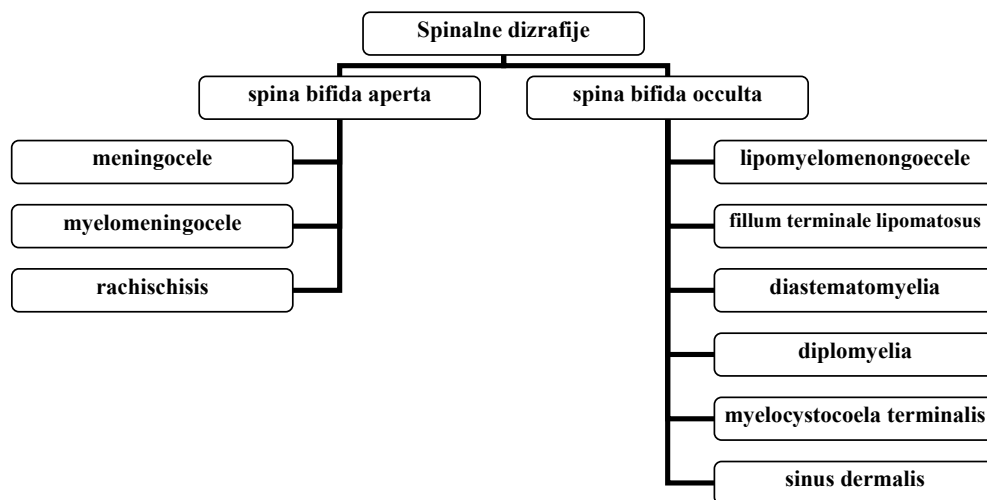 Spinalne dizrafije
spina bifida aperta
spina bifida occulta
meningocele
myelomeningocele
rachischisis
lipomyelomenongoecele
fillum terminale lipomatosus
diastematomyelia
diplomyelia
myelocystocoela terminalis
sinus dermalis